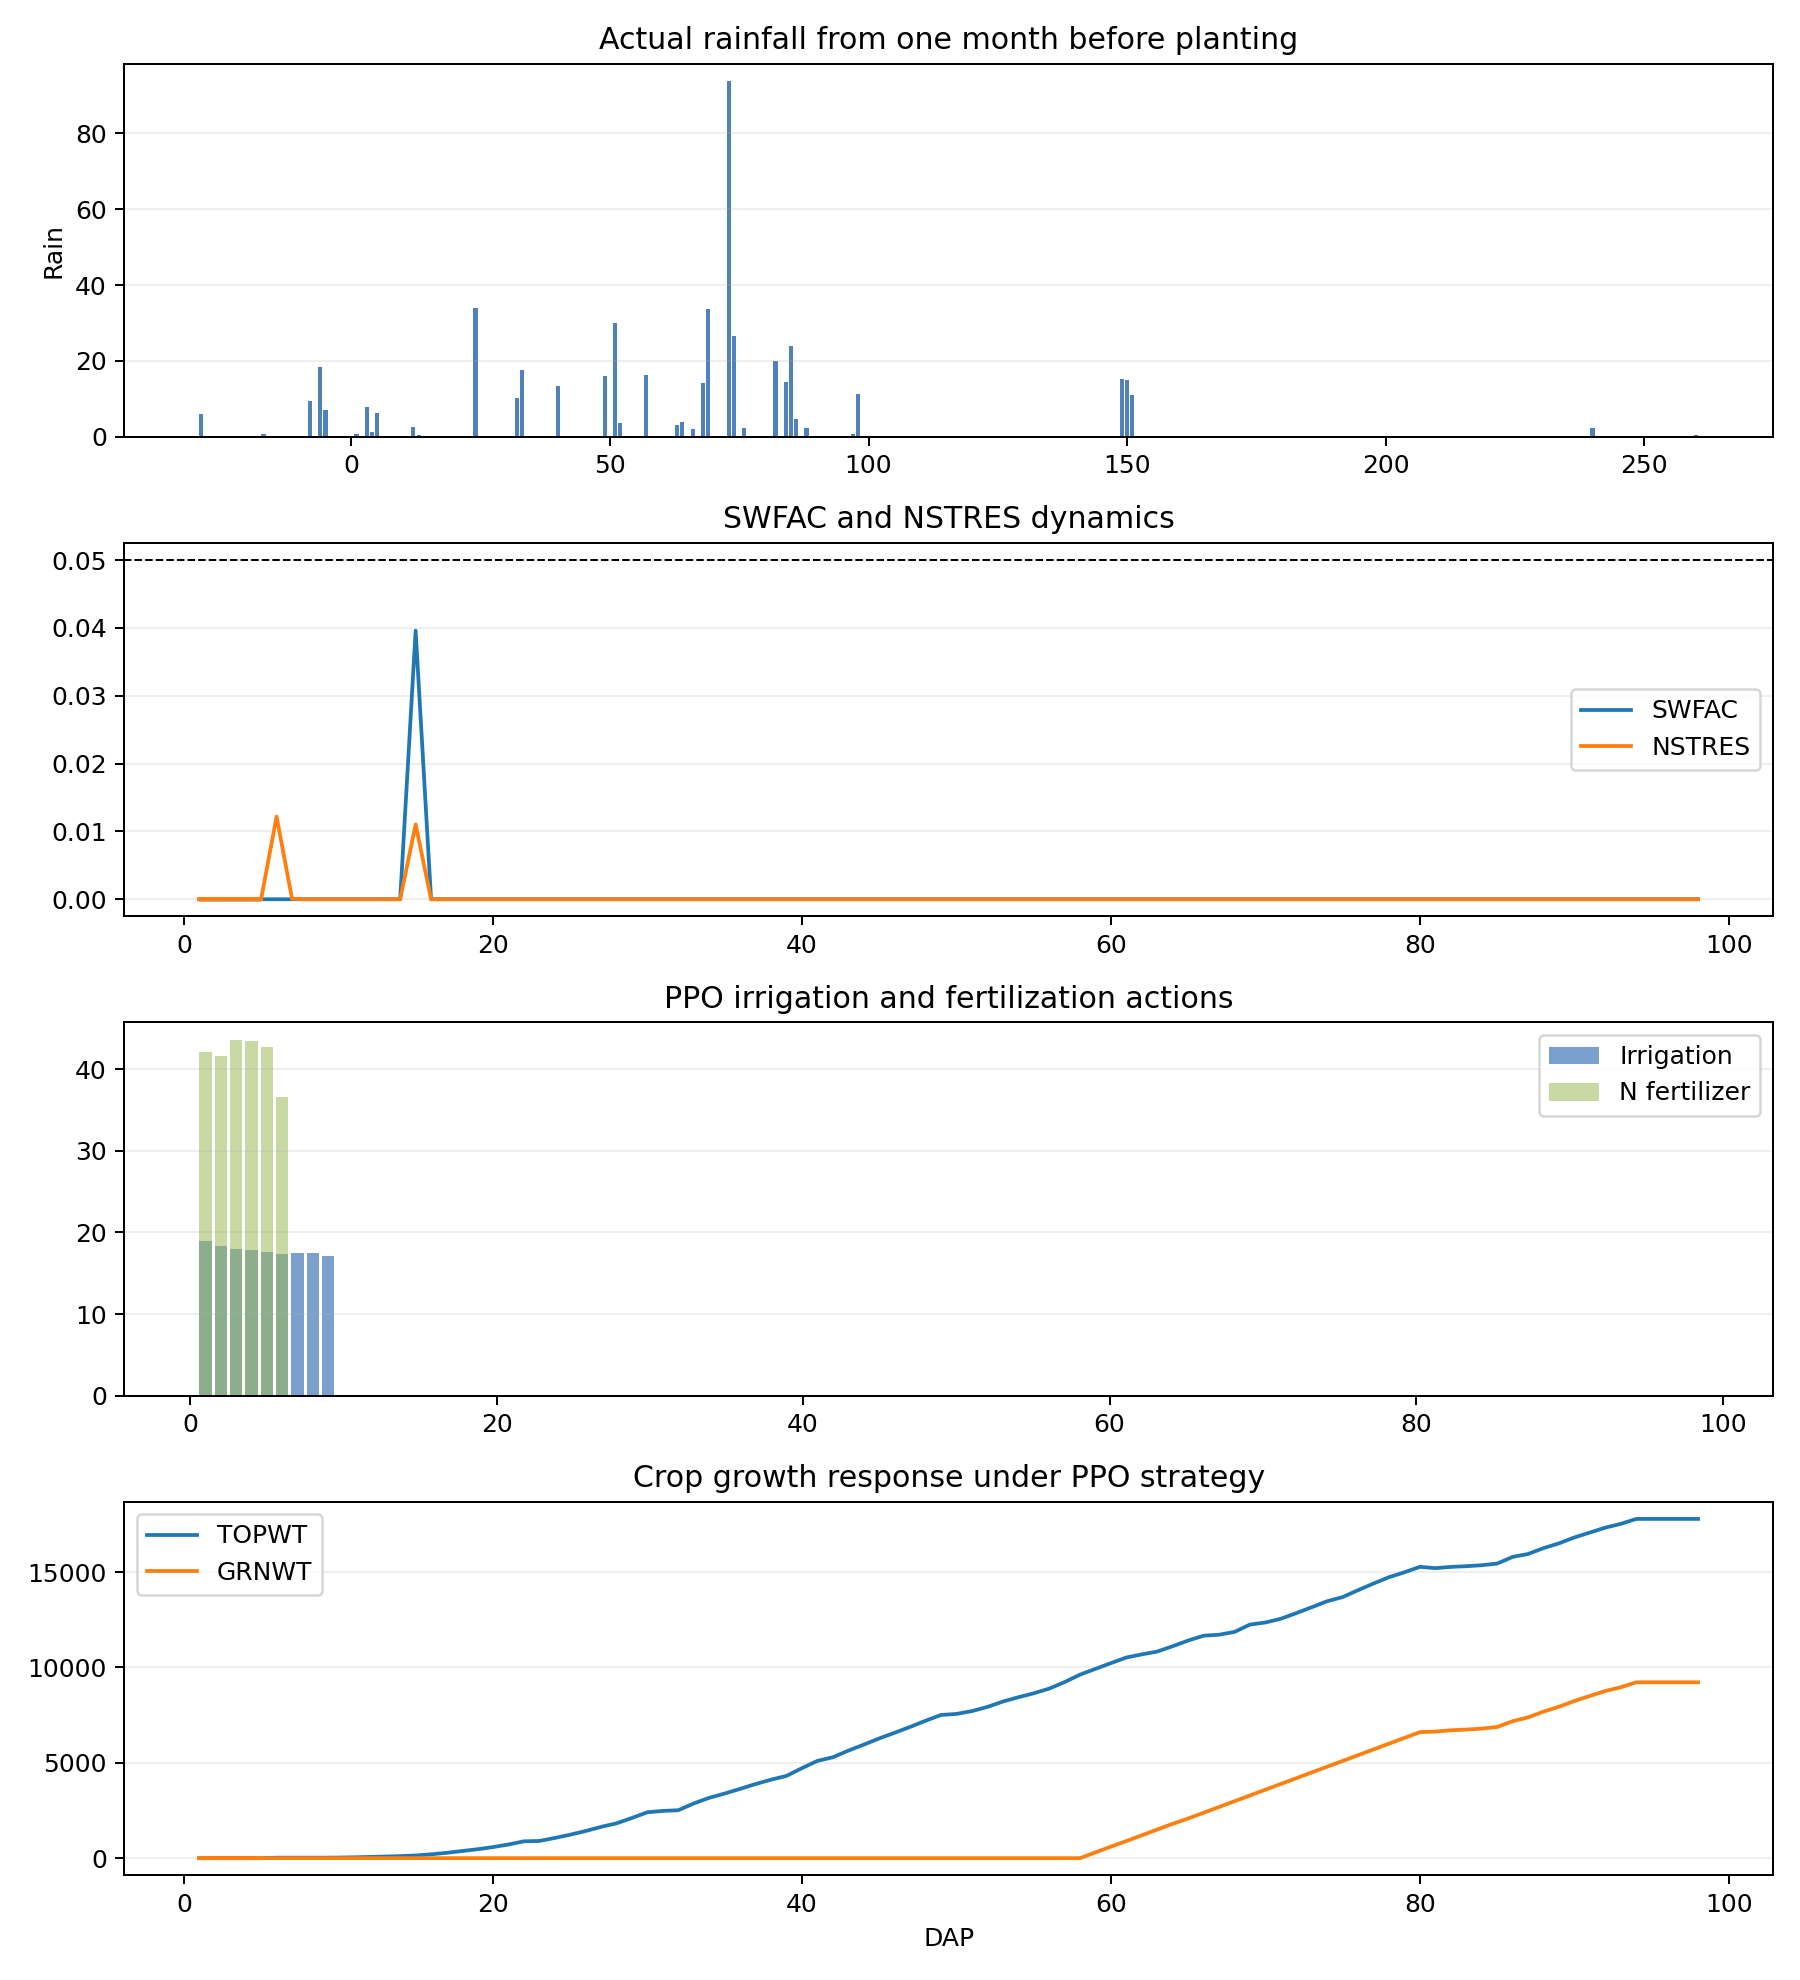 Actual rainfall from one month before planting
Rain
80
60
40
20
0
0 50 100 150 200 250
SWFAC and NSTRES dynamics
0.05
0.04
0.03
0.02
0.01
0.00
SWFAC
NSTRES
0 20 40 60 80 100
PPO irrigation and fertilization actions
40
30
20
10
0
Irrigation
N fertilizer
0 20 40 60 80 100
Crop growth response under PPO strategy
TOPWT
GRNWT
15000
10000
5000
0
0 20 40 60 80 100
DAP